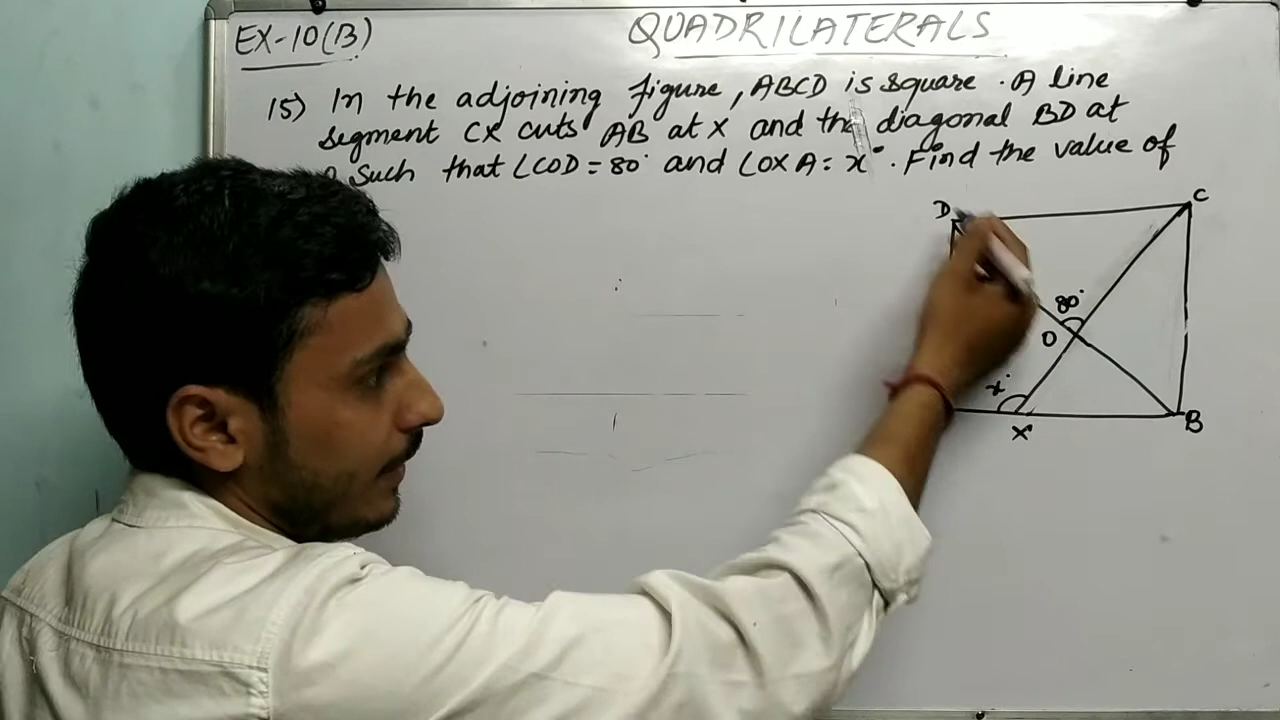 EX-10(B)
QUADRILATERALS
15) In the adjoining figure, ABCD is square. A line
segment CX cuts AB at X and the diagonal BD at
Such that ∠COD = 80° and ∠OXA = x°. Find the value of
D
C
80°
O
x°
X
B